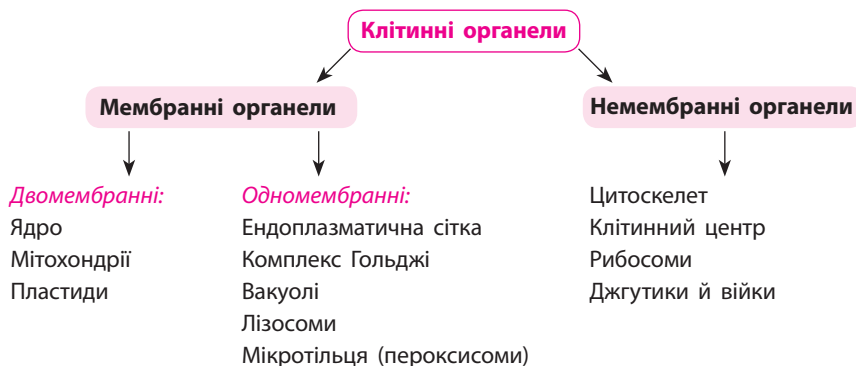 Клітинні органели
Мембранні органели
Немембранні органели
Двомембранні:
Ядро
Мітохондрії
Пластиди
Одномембранні:
Ендоплазматична сітка
Комплекс Гольджі
Вакуолі
Лізосоми
Мікротільця (пероксисоми)
Цитоскелет
Клітинний центр
Рибосоми
Джгутики й війки